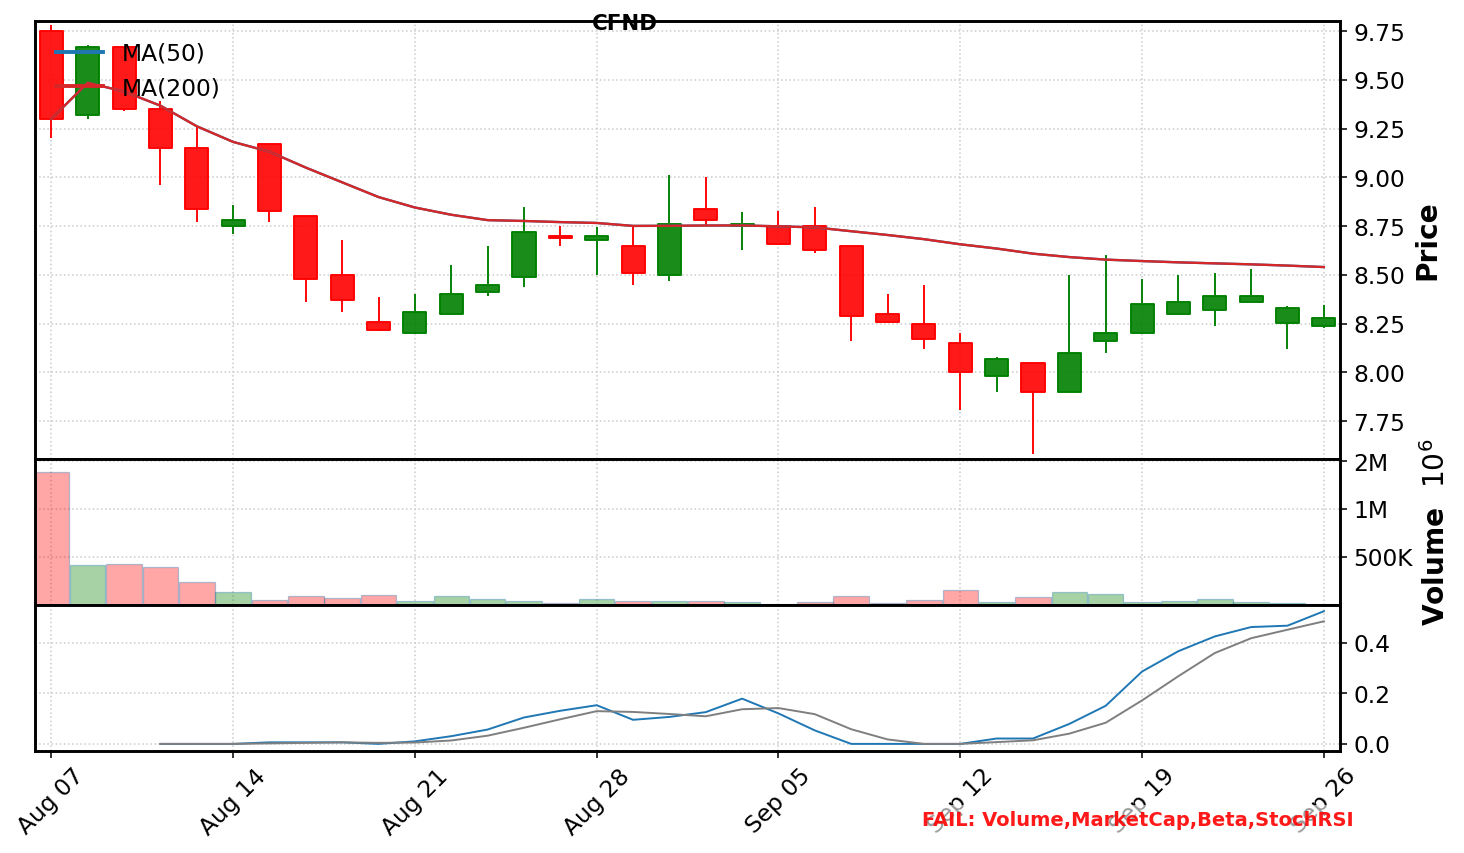 CFND
MA(50)
MA(200)
9.75
9.50
9.25
9.00
8.75
8.50
8.25
8.00
7.75
Price
2M
1M
500K
Volume 10^6
0.4
0.2
0.0
Aug 07
Aug 14
Aug 21
Aug 28
Sep 05
Sep 12
Sep 19
Sep 26
FAIL: Volume,MarketCap,Beta,StochRSI